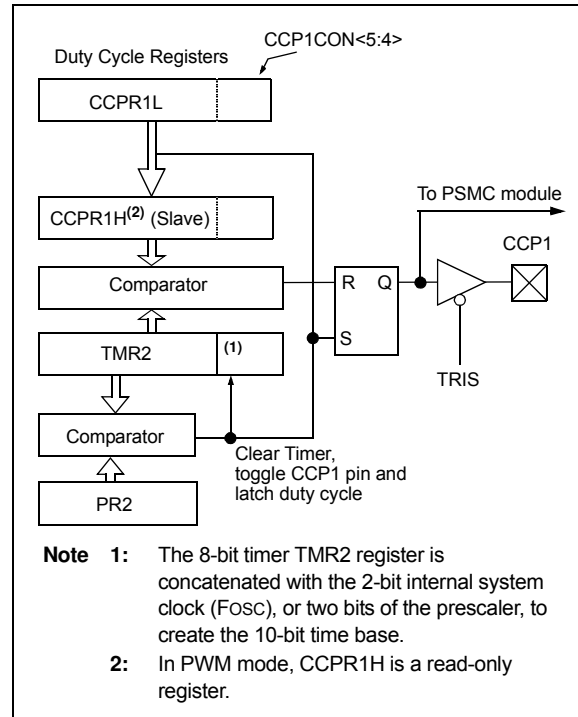 CCP1CON<5:4>
Duty Cycle Registers
CCPR1L
CCPR1H(2) (Slave)
To PSMC module
CCP1
Comparator
R Q
S
TMR2 (1)
TRIS
Comparator
Clear Timer,
toggle CCP1 pin and
latch duty cycle
PR2
Note 1: The 8-bit timer TMR2 register is
concatenated with the 2-bit internal system
clock (FOSC), or two bits of the prescaler, to
create the 10-bit time base.
2: In PWM mode, CCPR1H is a read-only
register.